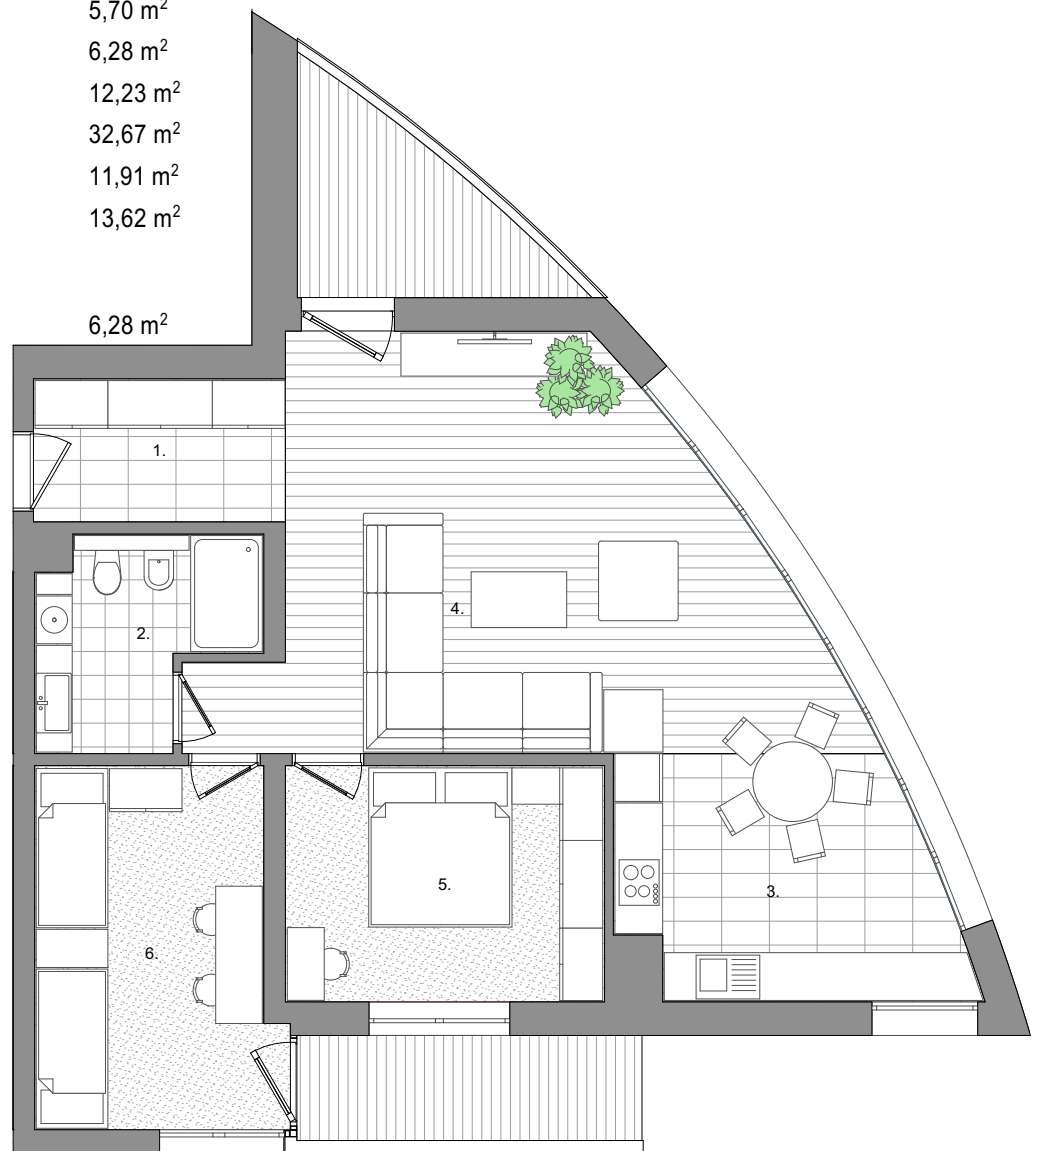 5,70 m²
6,28 m²
12,23 m²
32,67 m²
11,91 m²
13,62 m²
6,28 m²
1.
2.
4.
5.
3.
6.